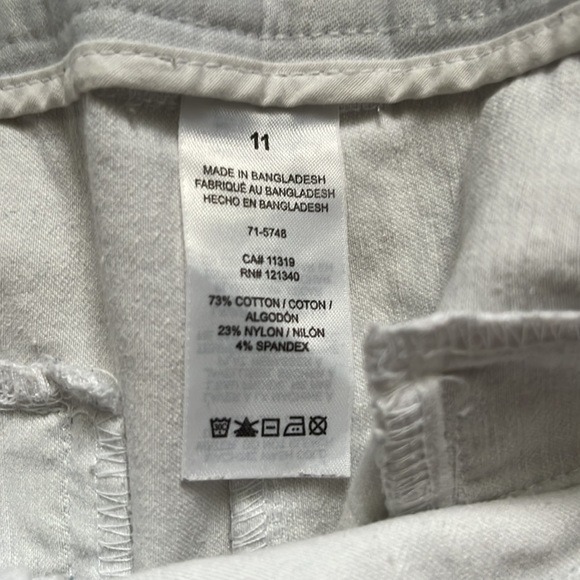 11
MADE IN BANGLADESH
FABRIQUÉ AU BANGLADESH
HECHO EN BANGLADESH
71-5748
CA# 11319
RN# 121340
73% COTTON / COTON /
ALGODÓN
23% NYLON / NILÓN
4% SPANDEX